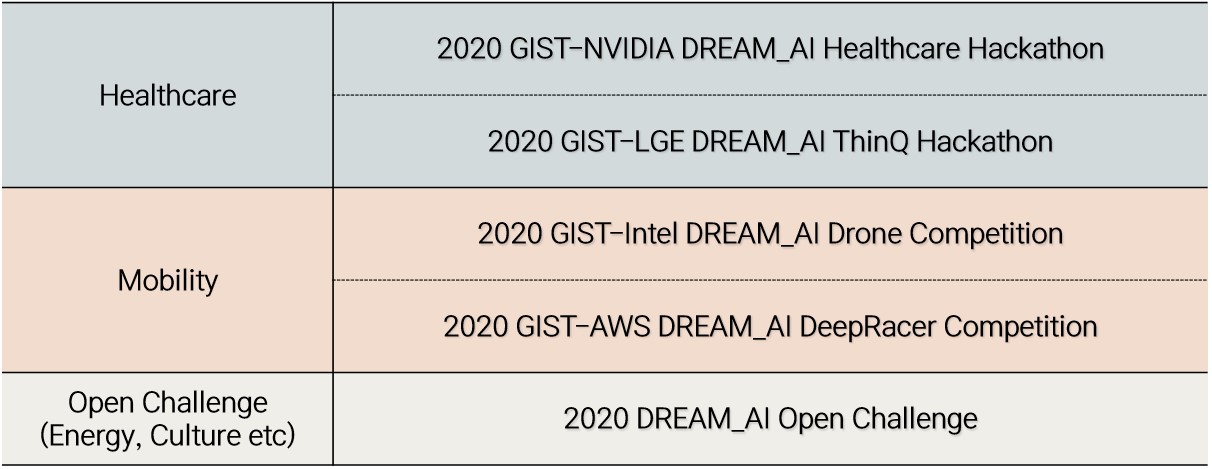 Healthcare
2020 GIST-NVIDIA DREAM_AI Healthcare Hackathon
2020 GIST-LGE DREAM_AI ThinQ Hackathon
Mobility
2020 GIST-Intel DREAM_AI Drone Competition
2020 GIST-AWS DREAM_AI DeepRacer Competition
Open Challenge
(Energy, Culture etc)
2020 DREAM_AI Open Challenge